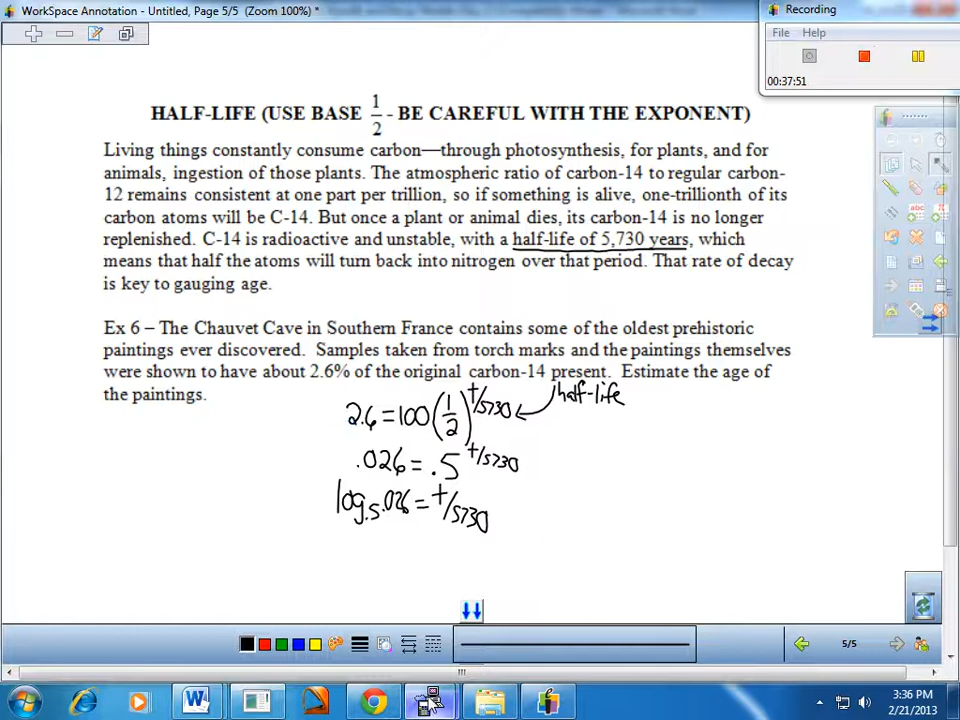 WorkSpace Annotation - Untitled, Page 5/5 (Zoom 100%) *
Recording
File Help
00:37:51
HALF-LIFE (USE BASE 1/2 - BE CAREFUL WITH THE EXPONENT)
Living things constantly consume carbon—through photosynthesis, for plants, and for
animals, ingestion of those plants. The atmospheric ratio of carbon-14 to regular carbon-
12 remains consistent at one part per trillion, so if something is alive, one-trillionth of its
carbon atoms will be C-14. But once a plant or animal dies, its carbon-14 is no longer
replenished. C-14 is radioactive and unstable, with a half-life of 5,730 years, which
means that half the atoms will turn back into nitrogen over that period. That rate of decay
is key to gauging age.
Ex 6 – The Chauvet Cave in Southern France contains some of the oldest prehistoric
paintings ever discovered. Samples taken from torch marks and the paintings themselves
were shown to have about 2.6% of the original carbon-14 present. Estimate the age of
the paintings.
2.6 = 100 (1/2)^t/5730 half-life
.026 = .5^t/5730
log.5 .026 = t/5730
abc
5/5
3:36 PM
2/21/2013